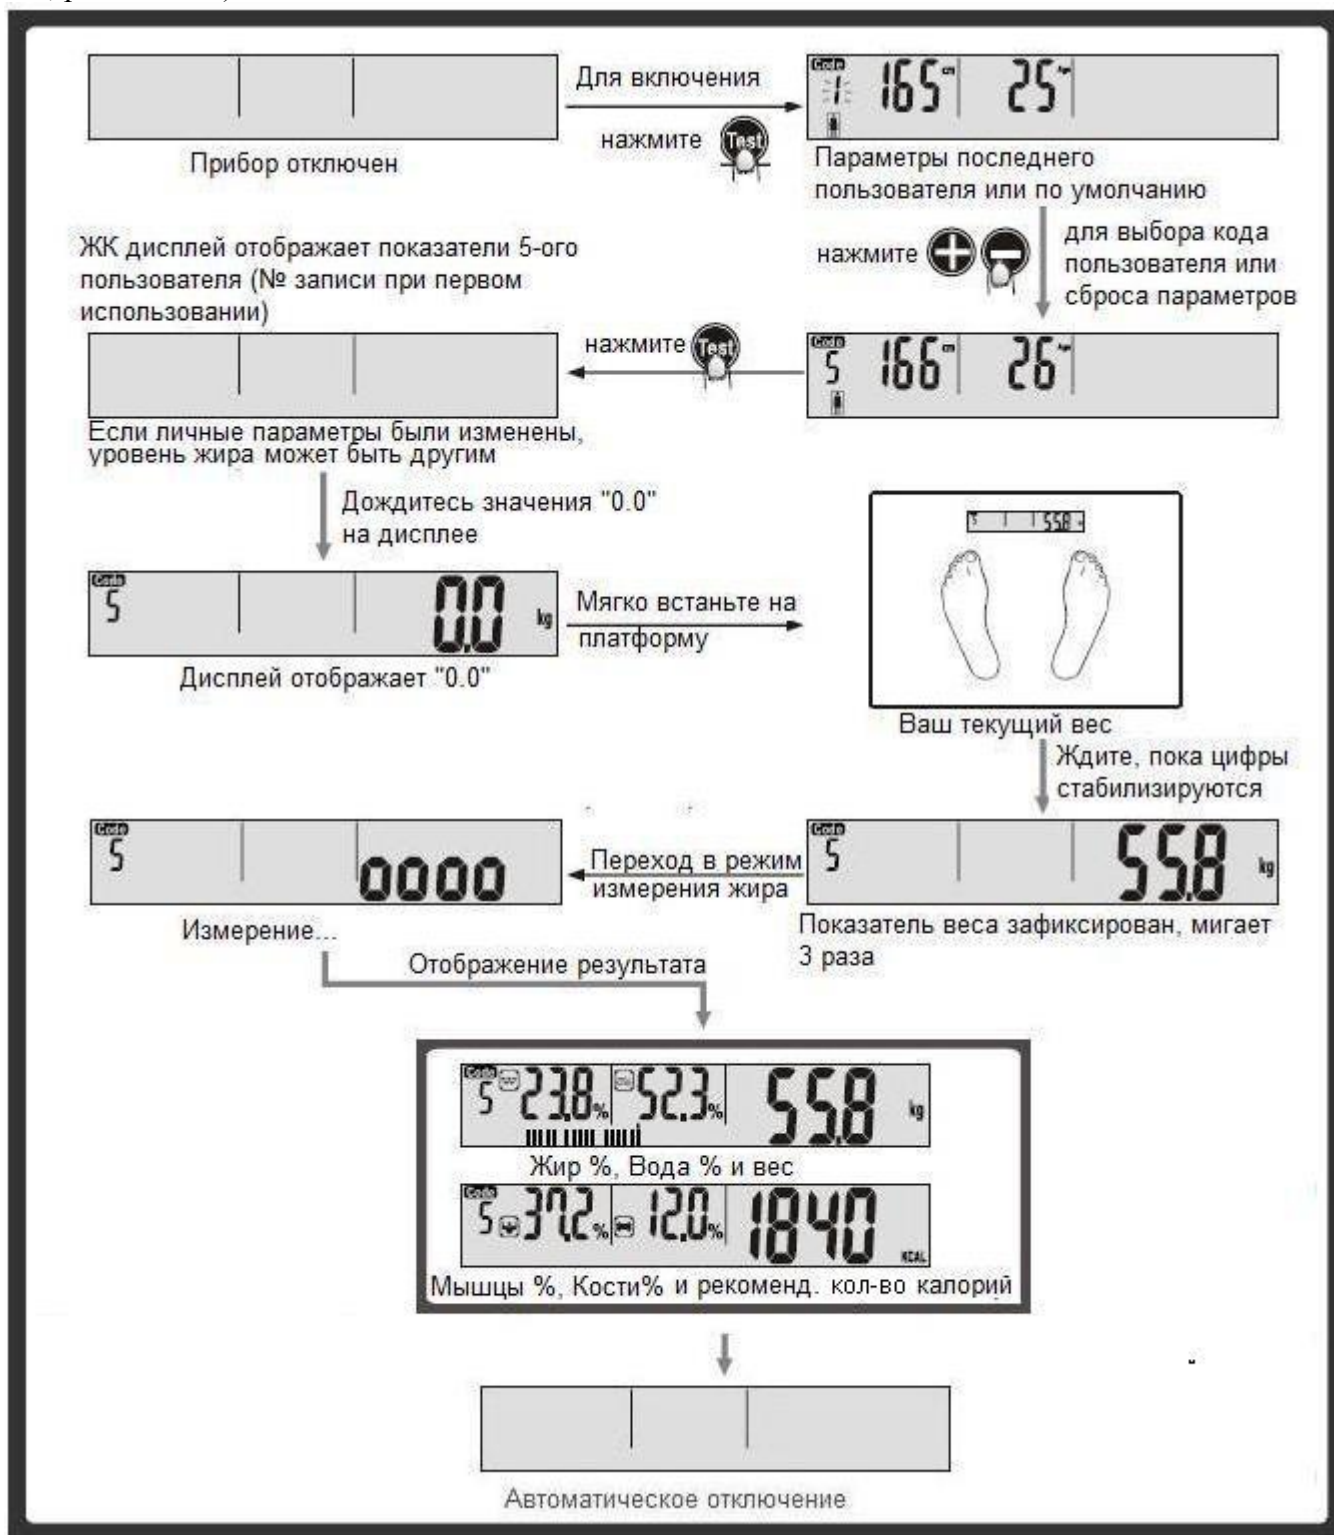 Для включения
нажмите Test
Прибор отключен
Code 1 165 cm 25 Age
Параметры последнего
пользователя или по умолчанию
нажмите
для выбора кода
пользователя или
сброса параметров
Code 5 166 cm 26 Age
нажмите Test
ЖК дисплей отображает показатели 5-ого
пользователя (№ записи при первом
использовании)
Если личные параметры были изменены,
уровень жира может быть другим
Дождитесь значения "0.0"
на дисплее
Code 5 0.0 kg
Дисплей отображает "0.0"
Мягко встаньте на
платформу
5 55.8
Ваш текущий вес
Ждите, пока цифры
стабилизируются
Code 5 55.8 kg
Показатель веса зафиксирован, мигает
3 раза
Переход в режим
измерения жира
Code 5 0000
Измерение...
Отображение результата
Code 5 23.8% 52.3% 55.8 kg
Жир %, Вода % и вес
Code 5 37.2% 12.0% 1840 KCAL
Мышцы %, Кости% и рекоменд. кол-во калорий
Автоматическое отключение